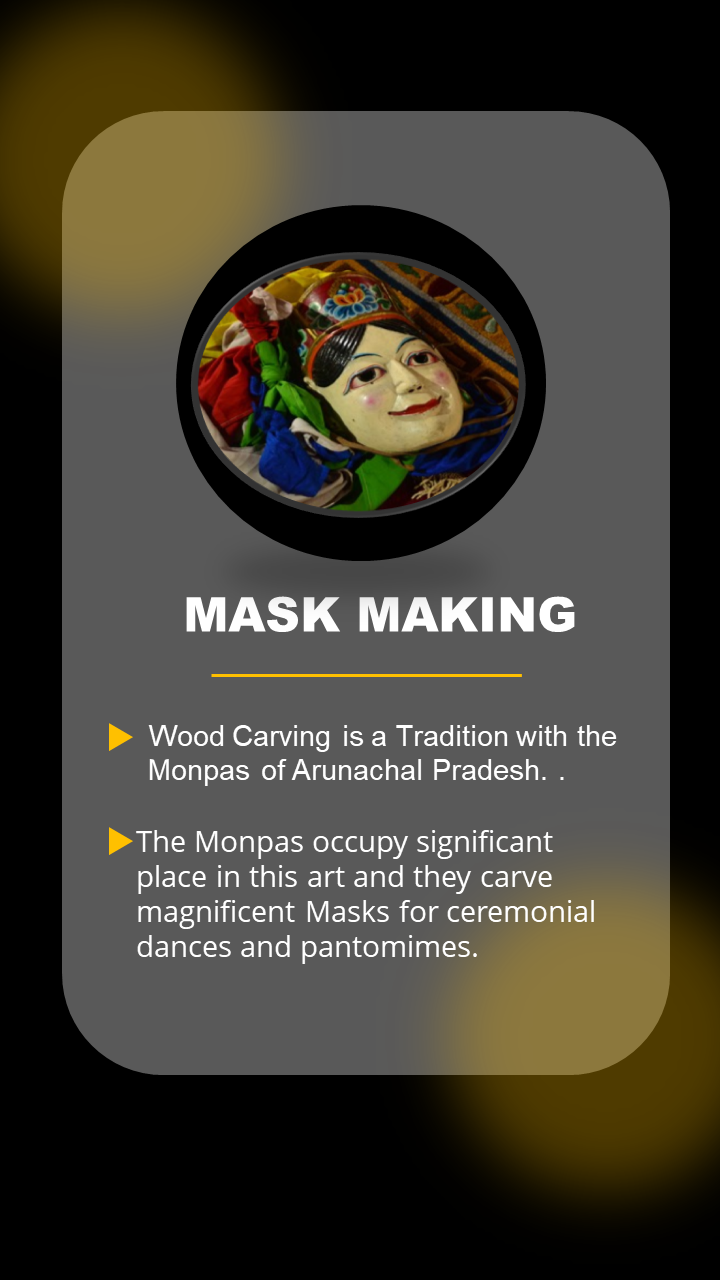 MASK MAKING
Wood Carving is a Tradition with the
Monpas of Arunachal Pradesh. .
The Monpas occupy significant
place in this art and they carve
magnificent Masks for ceremonial
dances and pantomimes.